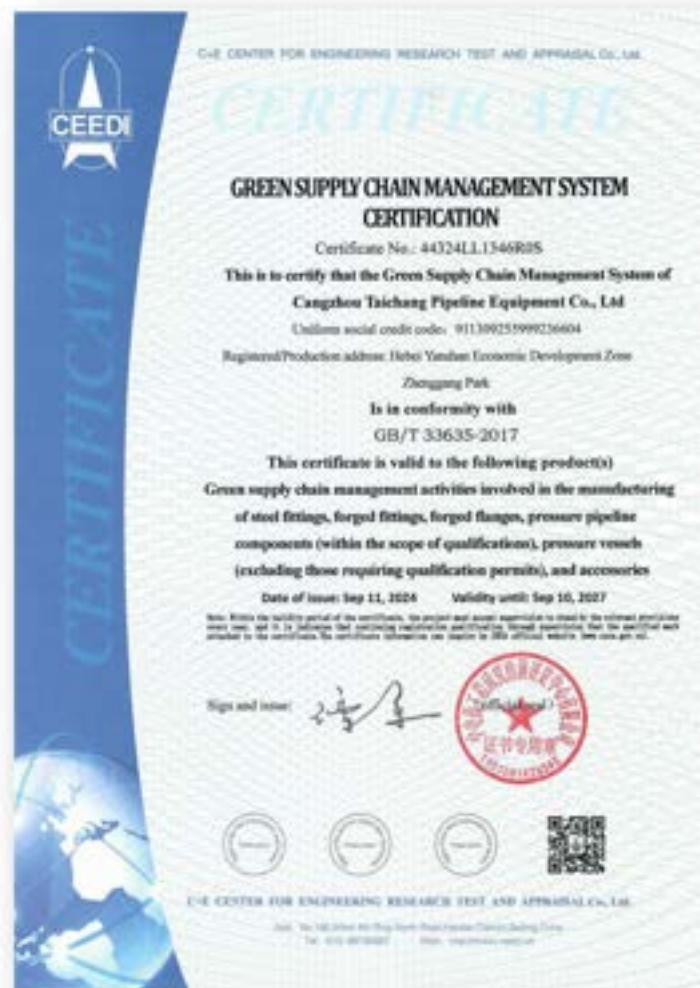 C+E CENTER FOR ENGINEERING RESEARCH TEST AND APPRAISAL Co., Ltd.
CERTIFICATE
CEEDI
CERTIFICATE
GREEN SUPPLY CHAIN MANAGEMENT SYSTEM
CERTIFICATION
Certificate No.: 44324LL1346R0S
This is to certify that the Green Supply Chain Management System of
Cangzhou Taichang Pipeline Equipment Co., Ltd
Uniform social credit code:
Registered/Production address: Hebei Yanshan Economic Development Zone
Zhenggang Park
Is in conformity with
GB/T 33635-2017
This certificate is valid to the following product(s)
Green supply chain management activities involved in the manufacturing
of steel fittings, forged fittings, forged flanges, pressure pipeline
components (within the scope of qualifications), pressure vessels
(excluding those requiring qualification permits), and accessories
Date of issue: Sep 11, 2024 Validity until: Sep 10, 2027
Sign and issue:
证书专用章
C+E CENTER FOR ENGINEERING RESEARCH TEST AND APPRAISAL Co., Ltd.